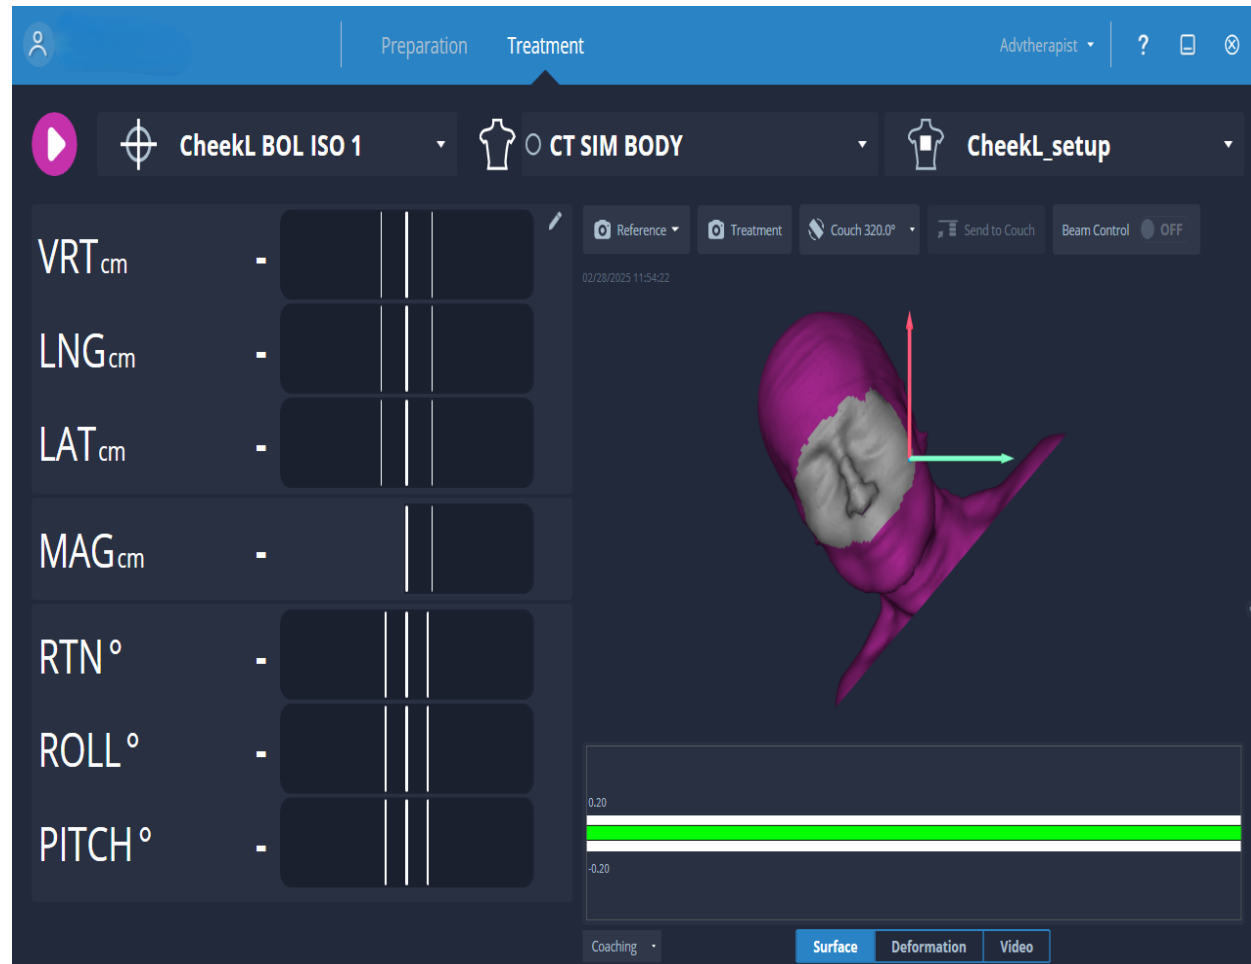 Preparation Treatment Advtherapist ?
CheekL BOL ISO 1 CT SIM BODY CheekL_setup
Reference Treatment Couch 320.0° Send to Couch Beam Control OFF
02/28/2025 11:54:22
VRT cm -
LNG cm -
LAT cm -
MAG cm -
RTN ° -
ROLL ° -
PITCH ° -
0.20
-0.20
Coaching Surface Deformation Video